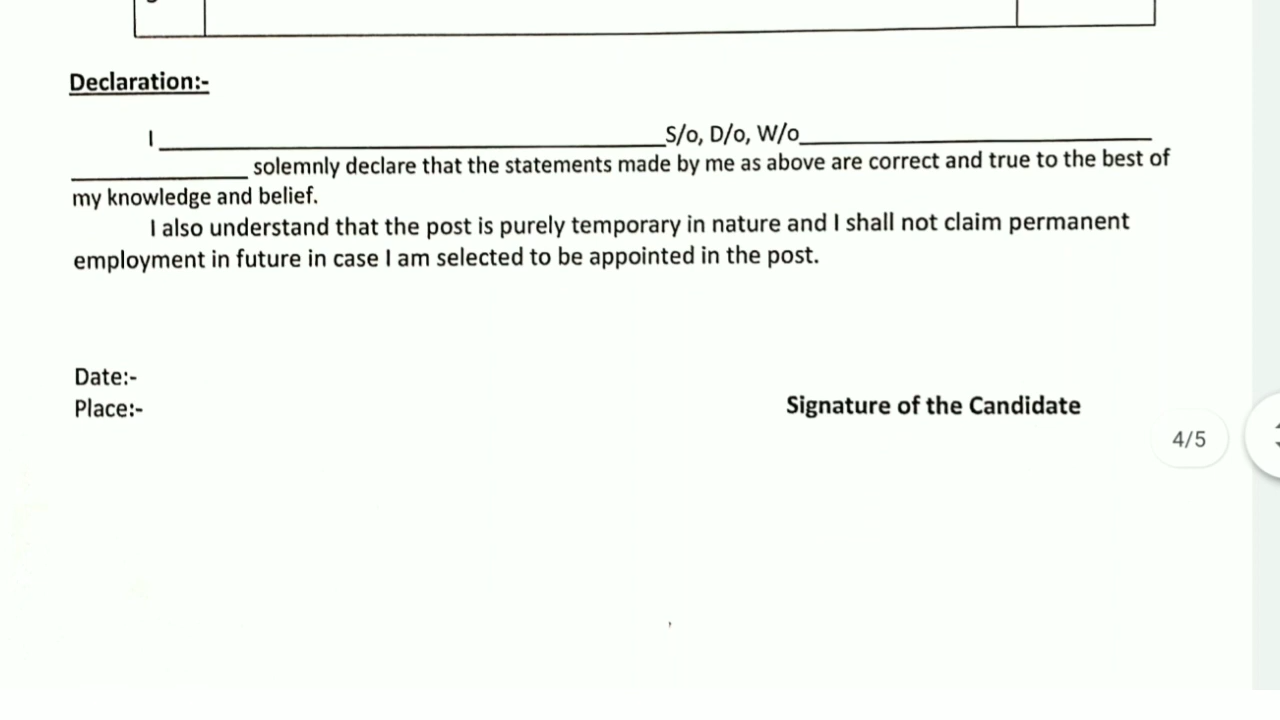 Declaration:-
I ______________________________________S/o, D/o, W/o__________________________
_____________ solemnly declare that the statements made by me as above are correct and true to the best of
my knowledge and belief.
I also understand that the post is purely temporary in nature and I shall not claim permanent
employment in future in case I am selected to be appointed in the post.
Date:-
Place:-
Signature of the Candidate
4/5